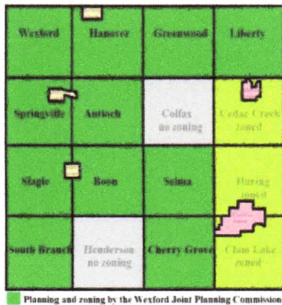 Wexford Hanover Greenwood Liberty
Springville Antioch Colfax Cedar Creek
no zoning zoned
Slagle Boon Selma Haring
zoned
South Branch Henderson Cherry Grove Clam Lake
no zoning zoned
Planning and zoning by the Wexford Joint Planning Commission